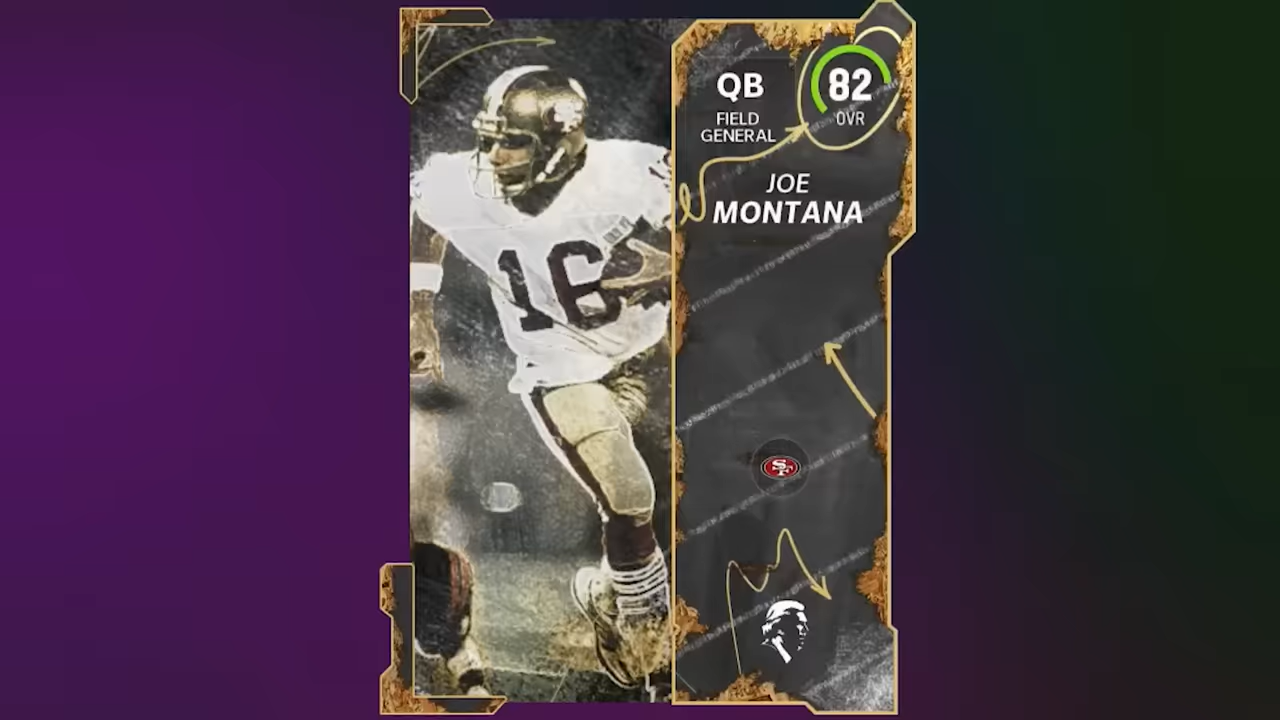 QB
82
FIELD
GENERAL
OVR
JOE
MONTANA
16
SF